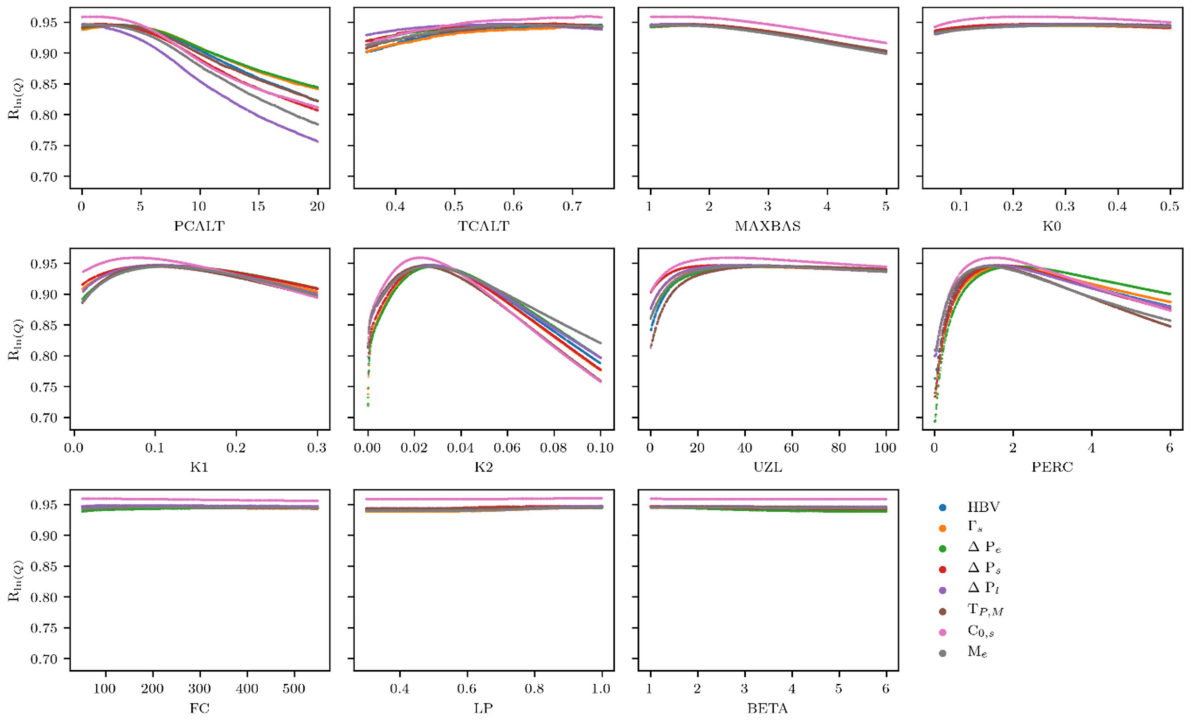 0.95
0.90
0.85
0.80
0.75
0.70
R_ln(Q)
0 5 10 15 20
PCALT
0.4 0.5 0.6 0.7
TCALT
1 2 3 4 5
MAXBAS
0.1 0.2 0.3 0.4 0.5
K0
0.95
0.90
0.85
0.80
0.75
0.70
R_ln(Q)
0.0 0.1 0.2 0.3
K1
0.00 0.02 0.04 0.06 0.08 0.10
K2
0 20 40 60 80 100
UZL
0 2 4 6
PERC
0.95
0.90
0.85
0.80
0.75
0.70
R_ln(Q)
100 200 300 400 500
FC
0.4 0.6 0.8 1.0
LP
1 2 3 4 5 6
BETA
HBV
Γ_s
Δ P_e
Δ P_s
Δ P_l
T_P,M
C_0,s
M_e